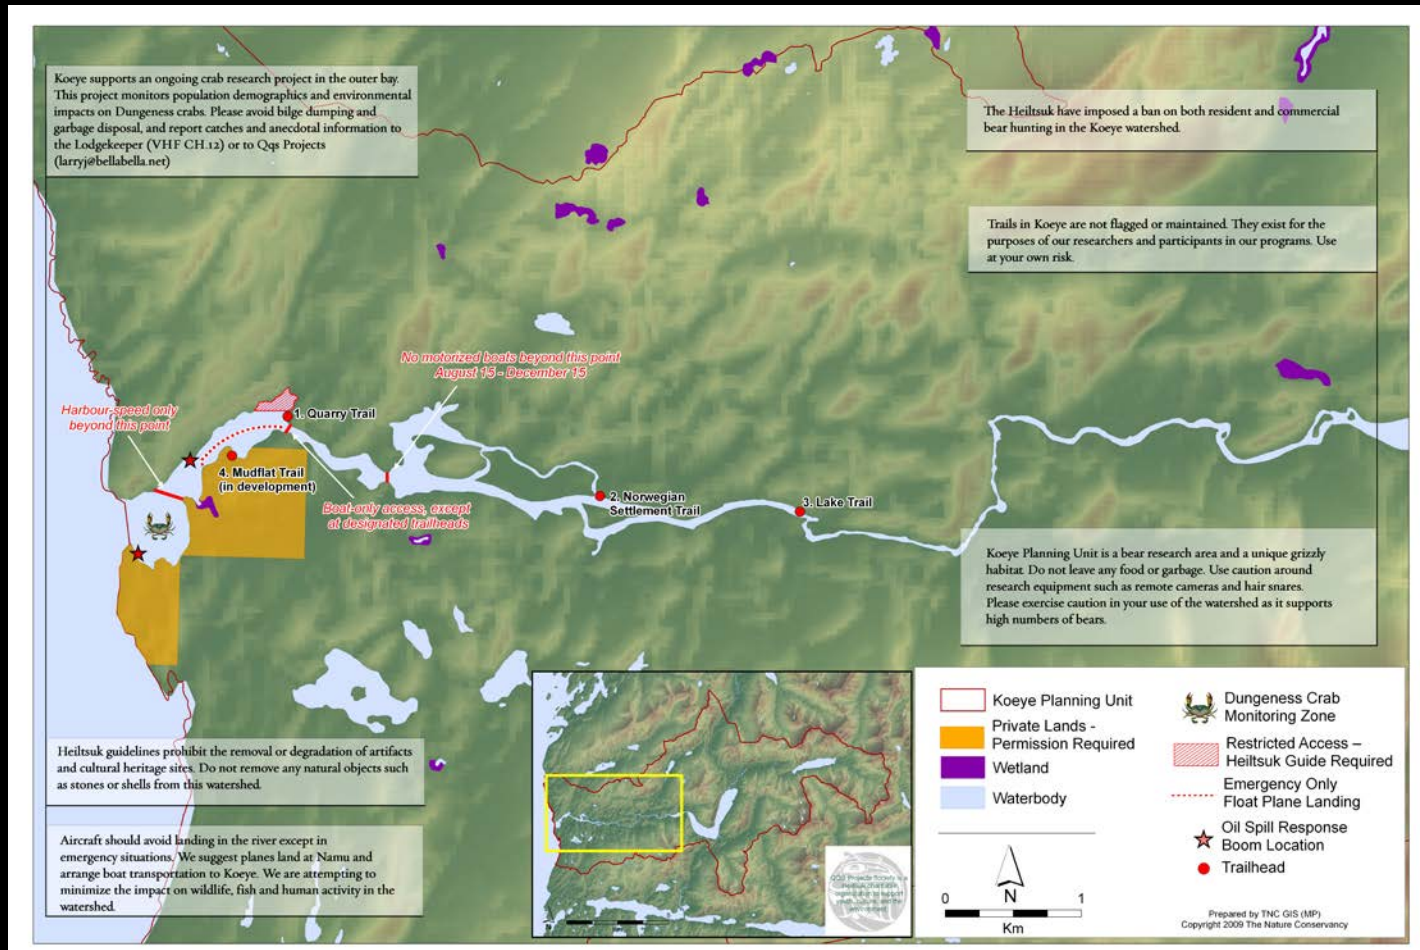 Koeye supports an ongoing crab research project in the outer bay.
This project monitors population demographics and environmental
impacts on Dungeness crabs. Please avoid bilge dumping and
garbage disposal, and report catches and anecdotal information to
the Lodgekeeper (VHF CH.12) or to Qqs Projects
(larryj@bellabella.net)
The Heiltsuk have imposed a ban on both resident and commercial
bear hunting in the Koeye watershed.
Trails in Koeye are not flagged or maintained. They exist for the
purposes of our researchers and participants in our programs. Use
at your own risk.
No motorized boats beyond this point
August 15 - December 15
Harbour-speed only
beyond this point
1. Quarry Trail
4. Mudflat Trail
(in development)
Boat-only access, except
at designated trailheads
2. Norwegian
Settlement Trail
3. Lake Trail
Koeye Planning Unit is a bear research area and a unique grizzly
habitat. Do not leave any food or garbage. Use caution around
research equipment such as remote cameras and hair snares.
Please exercise caution in your use of the watershed as it supports
high numbers of bears.
Heiltsuk guidelines prohibit the removal or degradation of artifacts
and cultural heritage sites. Do not remove any natural objects such
as stones or shells from this watershed.
Aircraft should avoid landing in the river except in
emergency situations. We suggest planes land at Namu and
arrange boat transportation to Koeye. We are attempting to
minimize the impact on wildlife, fish and human activity in the
watershed.
Koeye Planning Unit
Private Lands -
Permission Required
Wetland
Waterbody
Dungeness Crab
Monitoring Zone
Restricted Access –
Heiltsuk Guide Required
Emergency Only
Float Plane Landing
Oil Spill Response
Boom Location
Trailhead
N
0 1
Km
Prepared by TNC GIS (MP)
Copyright 2009 The Nature Conservancy